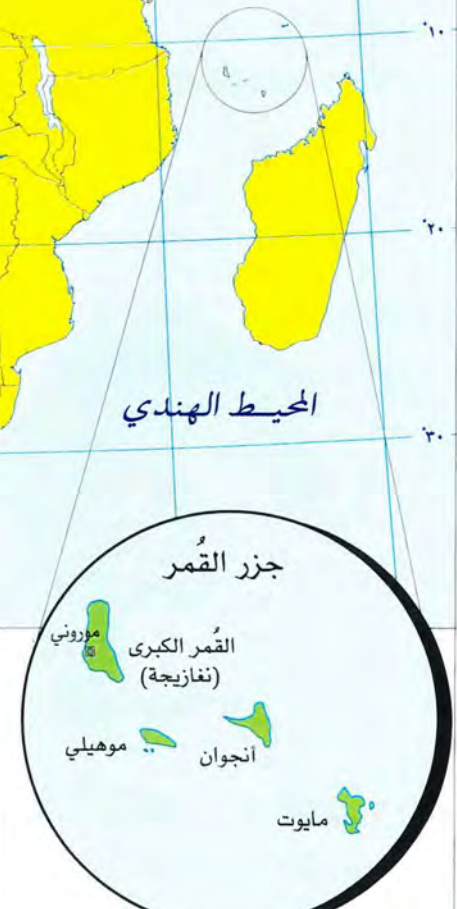 °١٠
°٢٠
المحيط الهندي
°٣٠
جزر القُمر
موروني
القُمر الكبرى
(نغازيجة)
موهيلي
أنجوان
مايوت